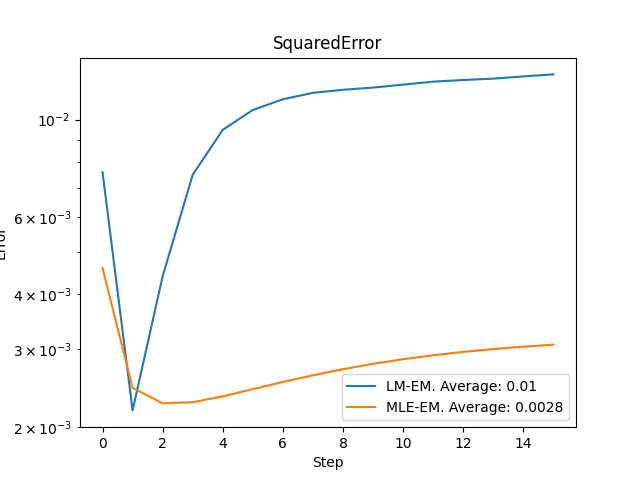 SquaredError
10⁻²
6 × 10⁻³
4 × 10⁻³
3 × 10⁻³
2 × 10⁻³
Error
LM-EM. Average: 0.01
MLE-EM. Average: 0.0028
0 2 4 6 8 10 12 14
Step